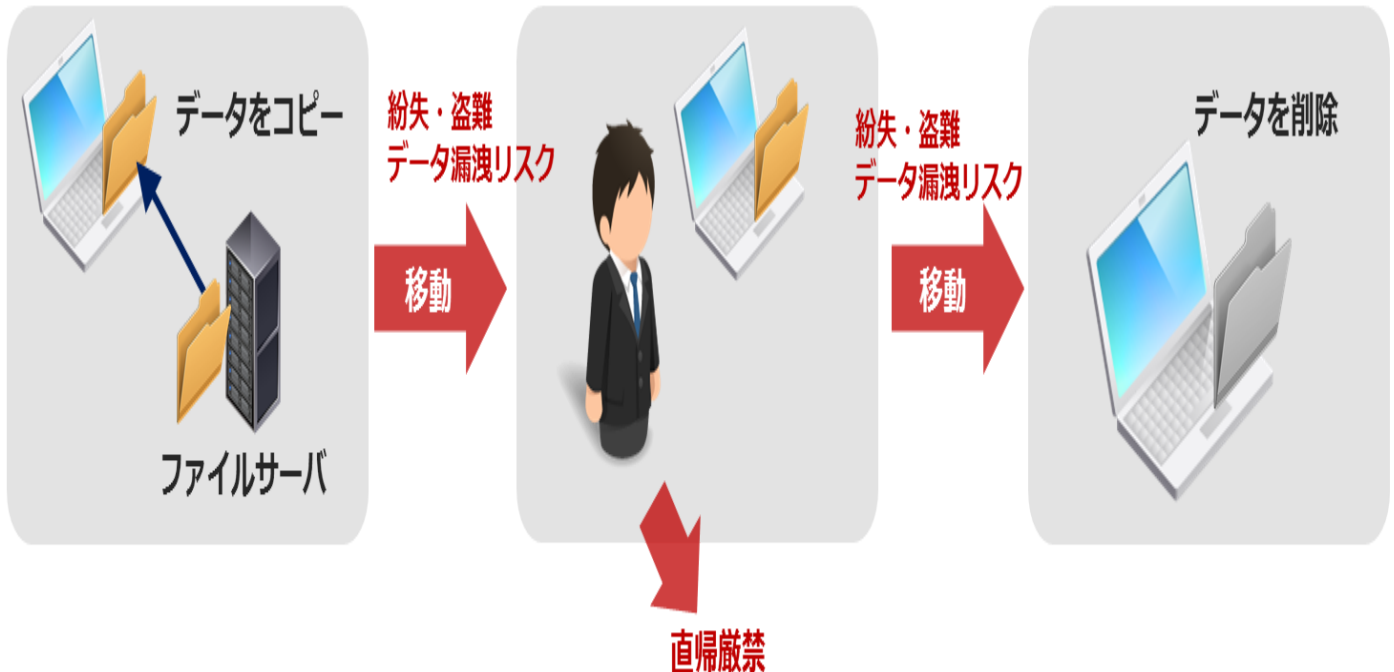 データをコピー
ファイルサーバ
紛失・盗難
データ漏洩リスク
移動
紛失・盗難
データ漏洩リスク
移動
データを削除
直帰厳禁